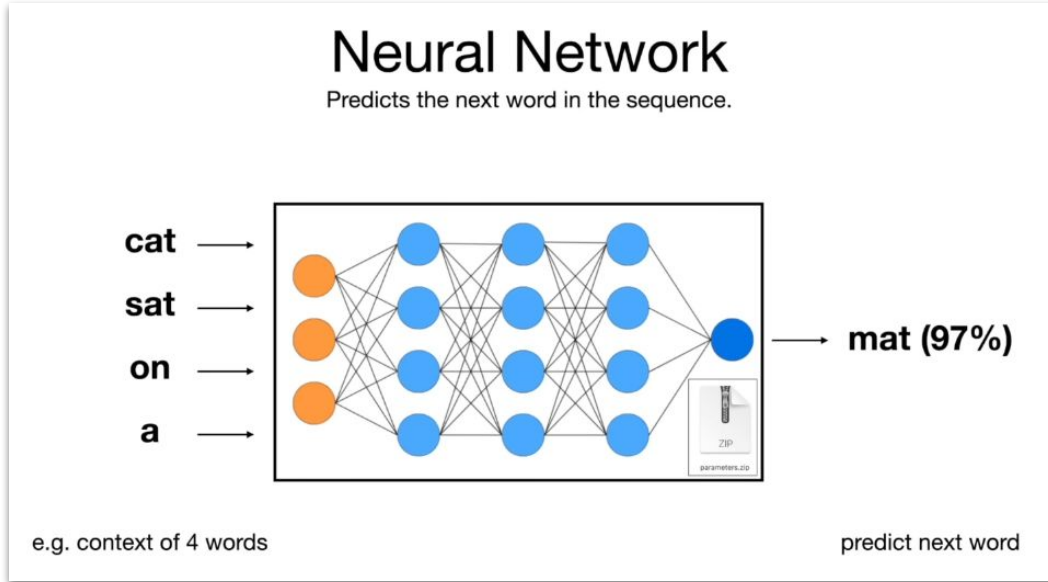 Neural Network
Predicts the next word in the sequence.
cat
sat
on
a
mat (97%)
ZIP
parameters.zip
e.g. context of 4 words
predict next word